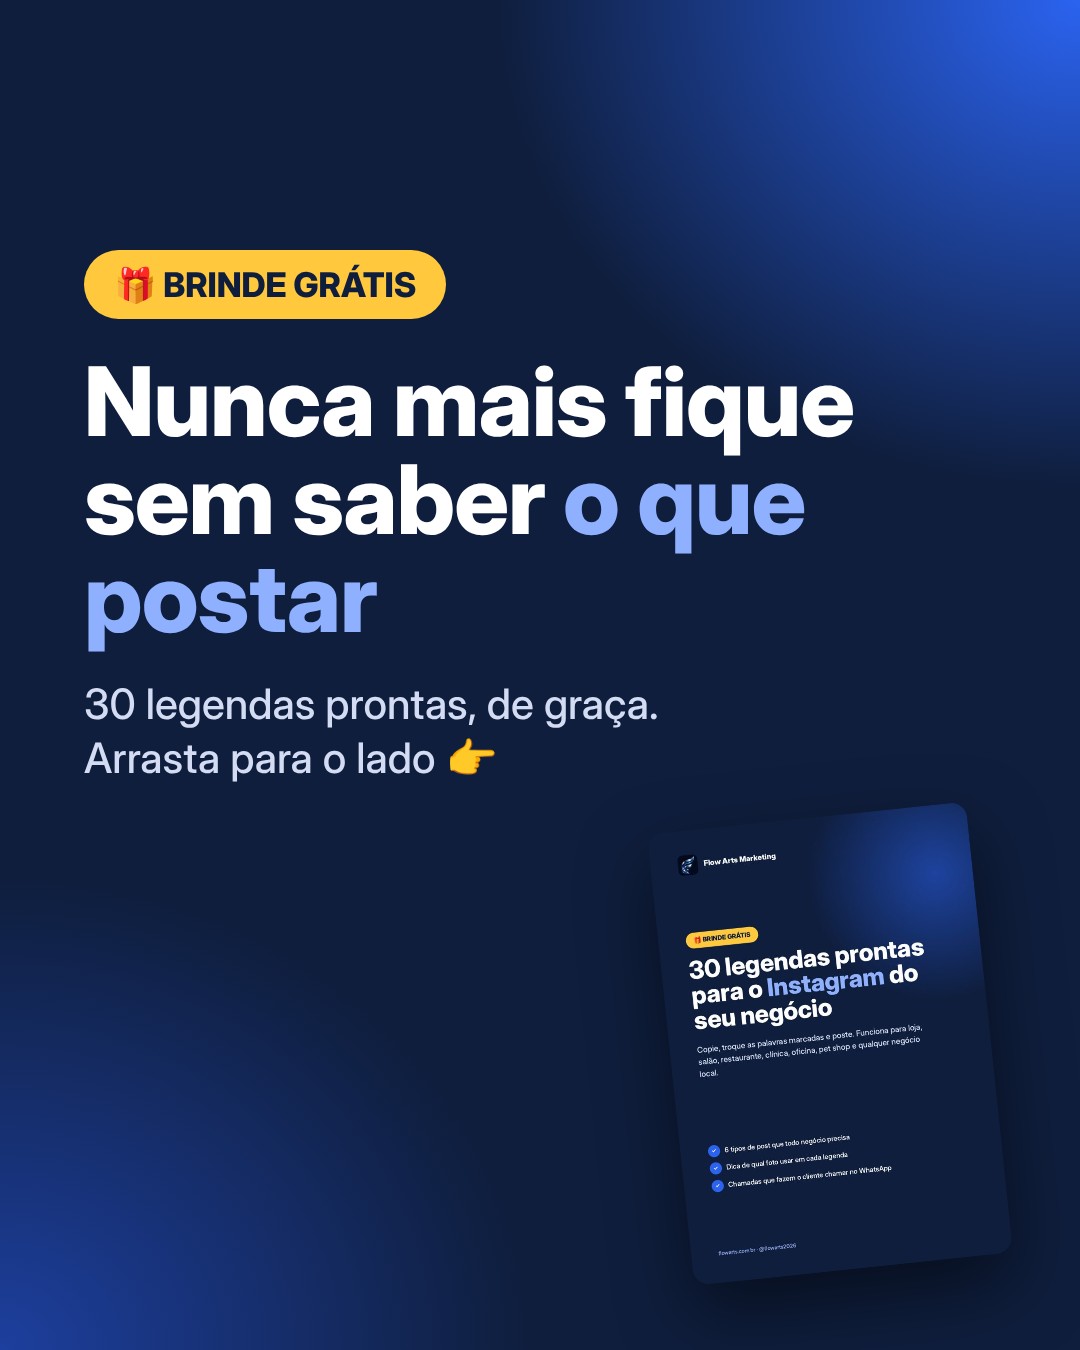 🎁 BRINDE GRÁTIS
Nunca mais fique
sem saber o que
postar
30 legendas prontas, de graça.
Arrasta para o lado 👉
Flow Arts Marketing
🎁 BRINDE GRÁTIS
30 legendas prontas
para o Instagram do
seu negócio
Copie, troque as palavras marcadas e poste. Funciona para loja,
salão, restaurante, clínica, oficina, pet shop e qualquer negócio
local.
6 tipos de post que todo negócio precisa
Dica de qual foto usar em cada legenda
Chamadas que fazem o cliente chamar no WhatsApp